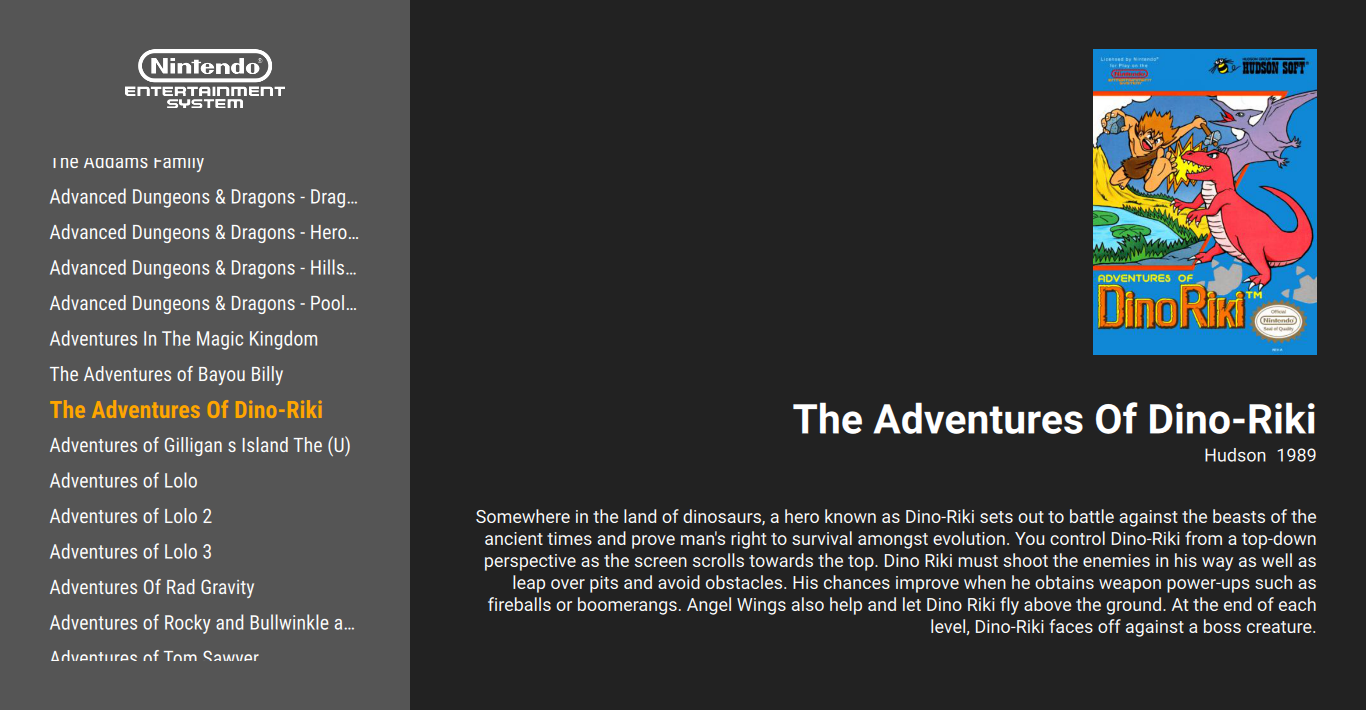 Nintendo®
ENTERTAINMENT
SYSTEM
The Addams Family
Advanced Dungeons & Dragons - Drag...
Advanced Dungeons & Dragons - Hero...
Advanced Dungeons & Dragons - Hills...
Advanced Dungeons & Dragons - Pool...
Adventures In The Magic Kingdom
The Adventures of Bayou Billy
The Adventures Of Dino-Riki
Adventures of Gilligan s Island The (U)
Adventures of Lolo
Adventures of Lolo 2
Adventures of Lolo 3
Adventures Of Rad Gravity
Adventures of Rocky and Bullwinkle a...
Adventures of Tom Sawyer
Licensed by Nintendo®
for Play on the
Nintendo
ENTERTAINMENT
SYSTEM
HUDSON SOFT®
ADVENTURES OF
Dino Riki™
Official
Nintendo
Seal of Quality
The Adventures Of Dino-Riki
Hudson 1989
Somewhere in the land of dinosaurs, a hero known as Dino-Riki sets out to battle against the beasts of the
ancient times and prove man's right to survival amongst evolution. You control Dino-Riki from a top-down
perspective as the screen scrolls towards the top. Dino Riki must shoot the enemies in his way as well as
leap over pits and avoid obstacles. His chances improve when he obtains weapon power-ups such as
fireballs or boomerangs. Angel Wings also help and let Dino Riki fly above the ground. At the end of each
level, Dino-Riki faces off against a boss creature.